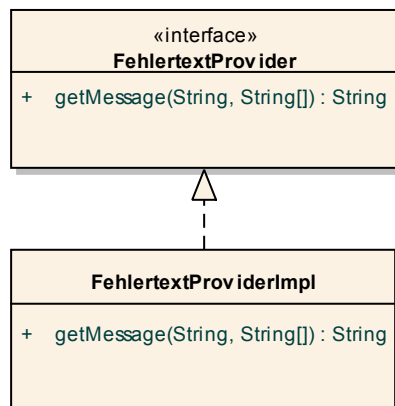 «interface»
FehlertextProvider
+ getMessage(String, String[]) : String
FehlertextProviderImpl
+ getMessage(String, String[]) : String